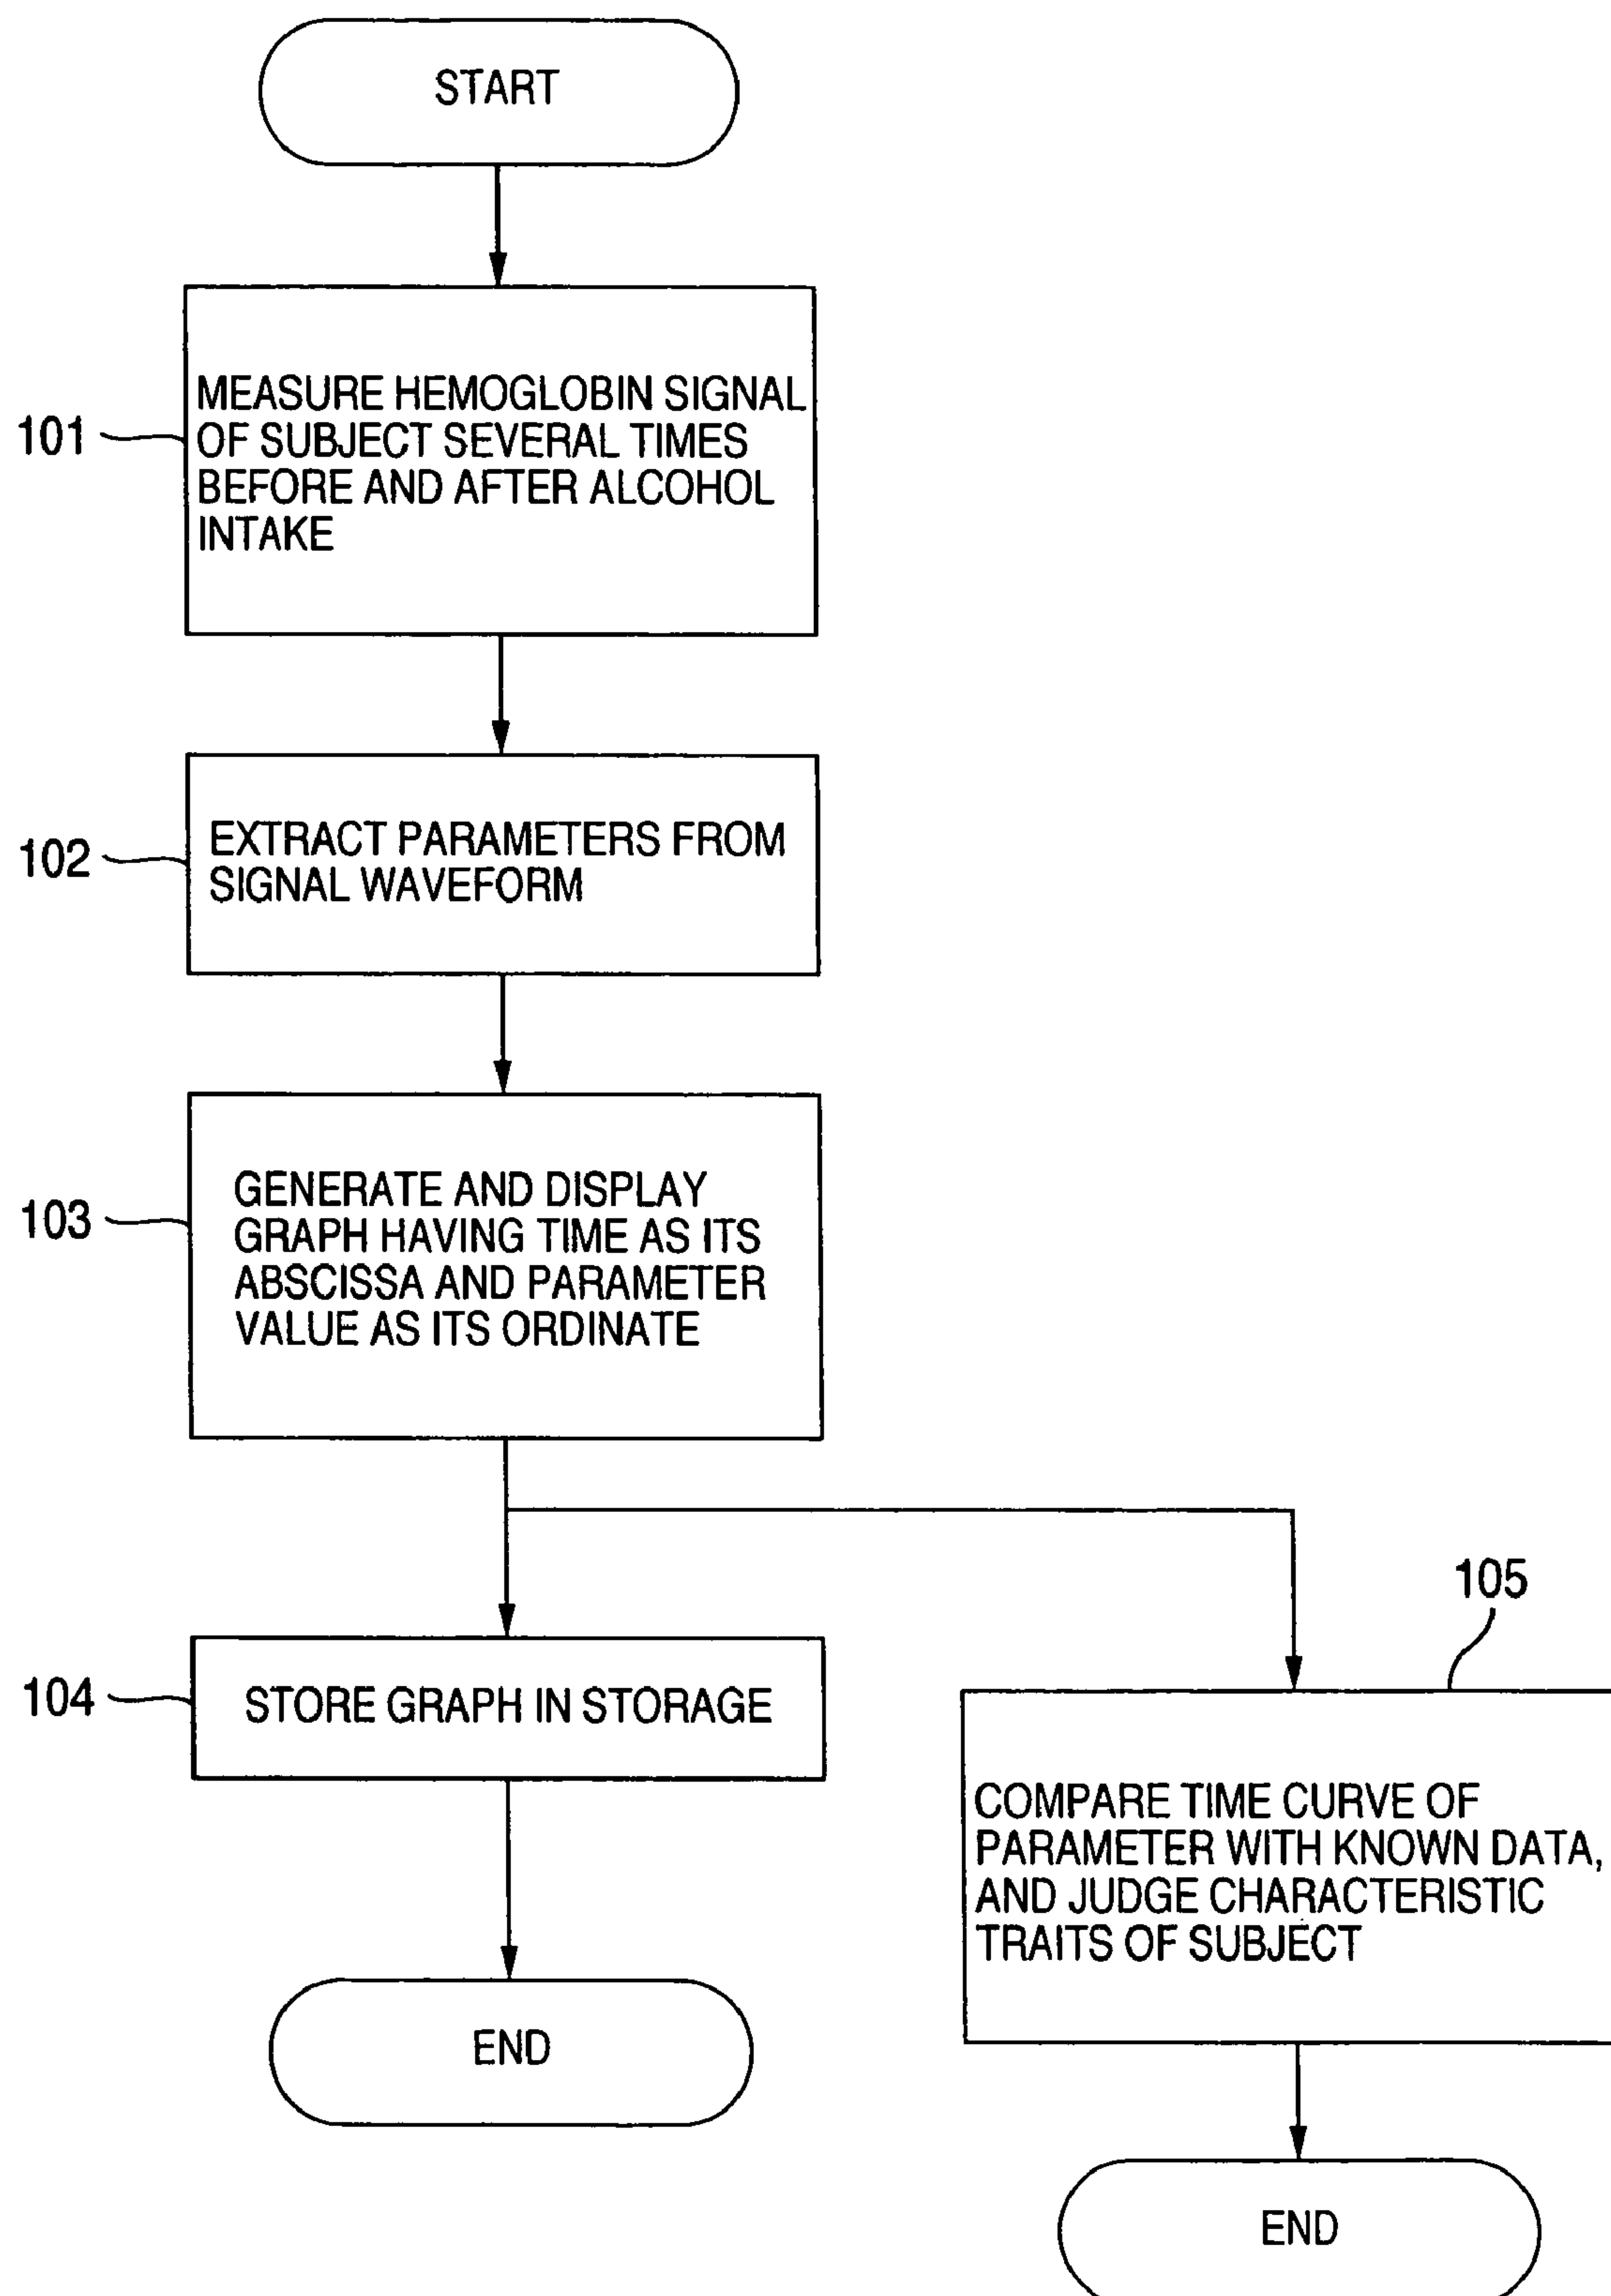 START
101
MEASURE HEMOGLOBIN SIGNAL
OF SUBJECT SEVERAL TIMES
BEFORE AND AFTER ALCOHOL
INTAKE
102
EXTRACT PARAMETERS FROM
SIGNAL WAVEFORM
103
GENERATE AND DISPLAY
GRAPH HAVING TIME AS ITS
ABSCISSA AND PARAMETER
VALUE AS ITS ORDINATE
104
STORE GRAPH IN STORAGE
END
105
COMPARE TIME CURVE OF
PARAMETER WITH KNOWN DATA,
AND JUDGE CHARACTERISTIC
TRAITS OF SUBJECT
END